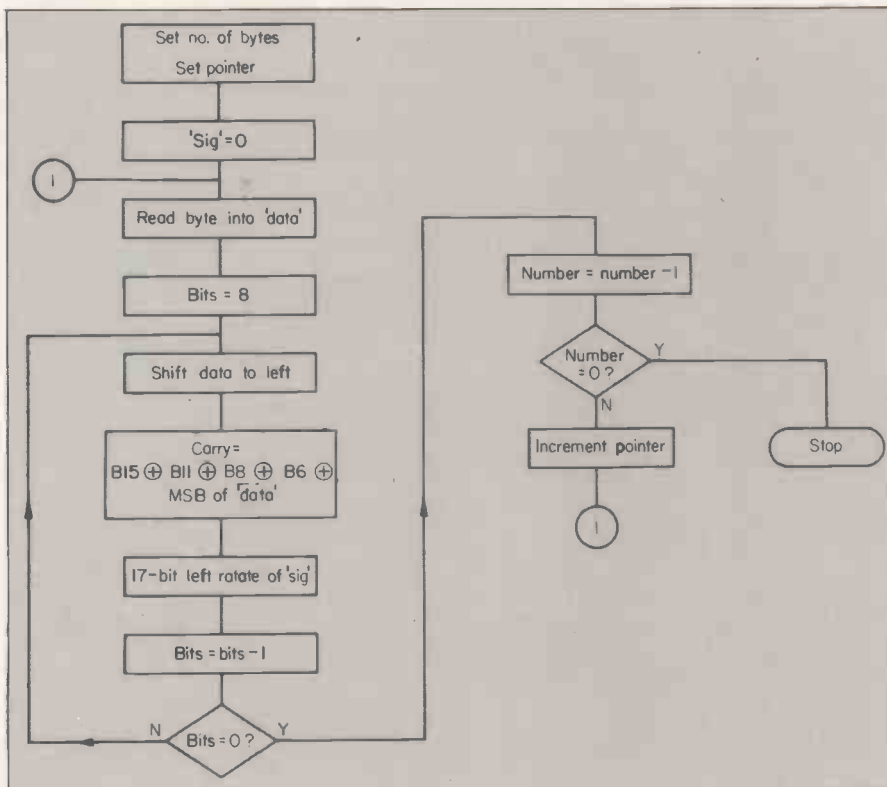 Set no. of bytes
Set pointer
'Sig'=0
1
Read byte into 'data'
Bits = 8
Shift data to left
Carry=
B15 ⊕ B11 ⊕ B8 ⊕ B6 ⊕
MSB of 'data'
17-bit left ratate of 'sig'
Bits=bits-1
N
Bits=0?
Y
Number = number -1
Number
=0?
Y
N
Increment pointer
Stop
1